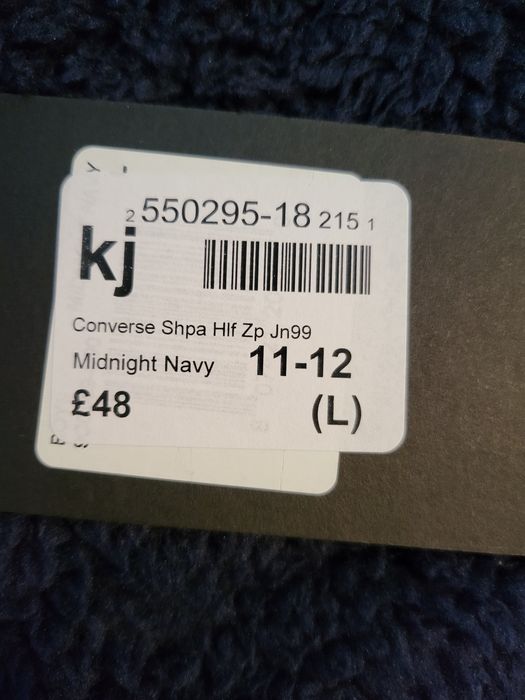 2 550295-18 215 1
kj
Converse Shpa Hlf Zp Jn99
Midnight Navy 11-12
£48 (L)